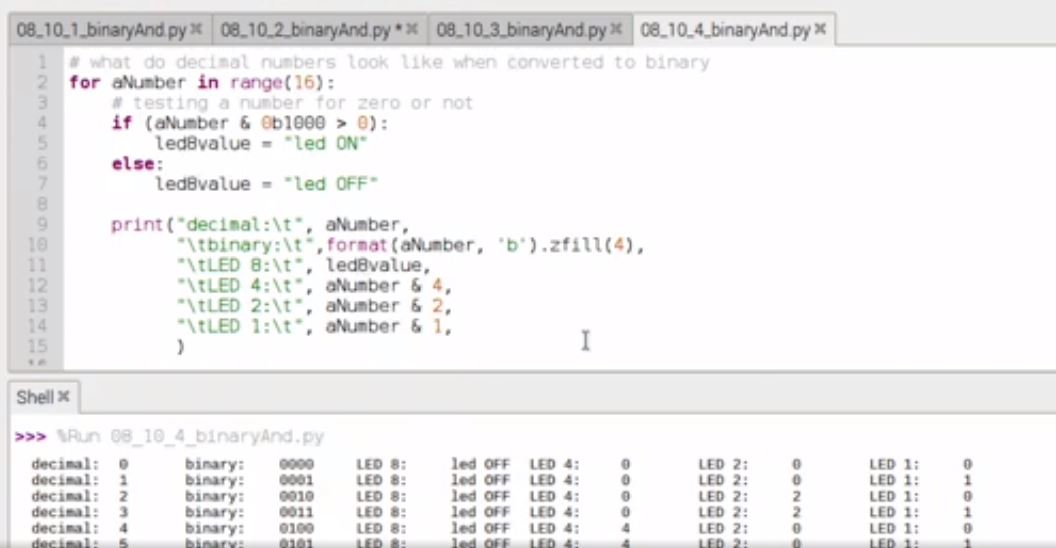 08_10_1_binaryAnd.py 08_10_2_binaryAnd.py * 08_10_3_binaryAnd.py 08_10_4_binaryAnd.py
1 # what do decimal numbers look like when converted to binary
2 for aNumber in range(16):
3     # testing a number for zero or not
4     if (aNumber & 0b1000 > 0):
5         led8value = "led ON"
6     else:
7         led8value = "led OFF"
8
9     print("decimal:\t", aNumber,
10           "\tbinary:\t",format(aNumber, 'b').zfill(4),
11           "\tLED 8:\t", led8value,
12           "\tLED 4:\t", aNumber & 4,
13           "\tLED 2:\t", aNumber & 2,
14           "\tLED 1:\t", aNumber & 1,
15           )
Shell
>>> %Run 08_10_4_binaryAnd.py
decimal: 0 binary: 0000 LED 8: led OFF LED 4: 0 LED 2: 0 LED 1: 0
decimal: 1 binary: 0001 LED 8: led OFF LED 4: 0 LED 2: 0 LED 1: 1
decimal: 2 binary: 0010 LED 8: led OFF LED 4: 0 LED 2: 2 LED 1: 0
decimal: 3 binary: 0011 LED 8: led OFF LED 4: 0 LED 2: 2 LED 1: 1
decimal: 4 binary: 0100 LED 8: led OFF LED 4: 4 LED 2: 0 LED 1: 0
decimal: 5 binary: 0101 LED 8: led OFF LED 4: 4 LED 2: 0 LED 1: 1